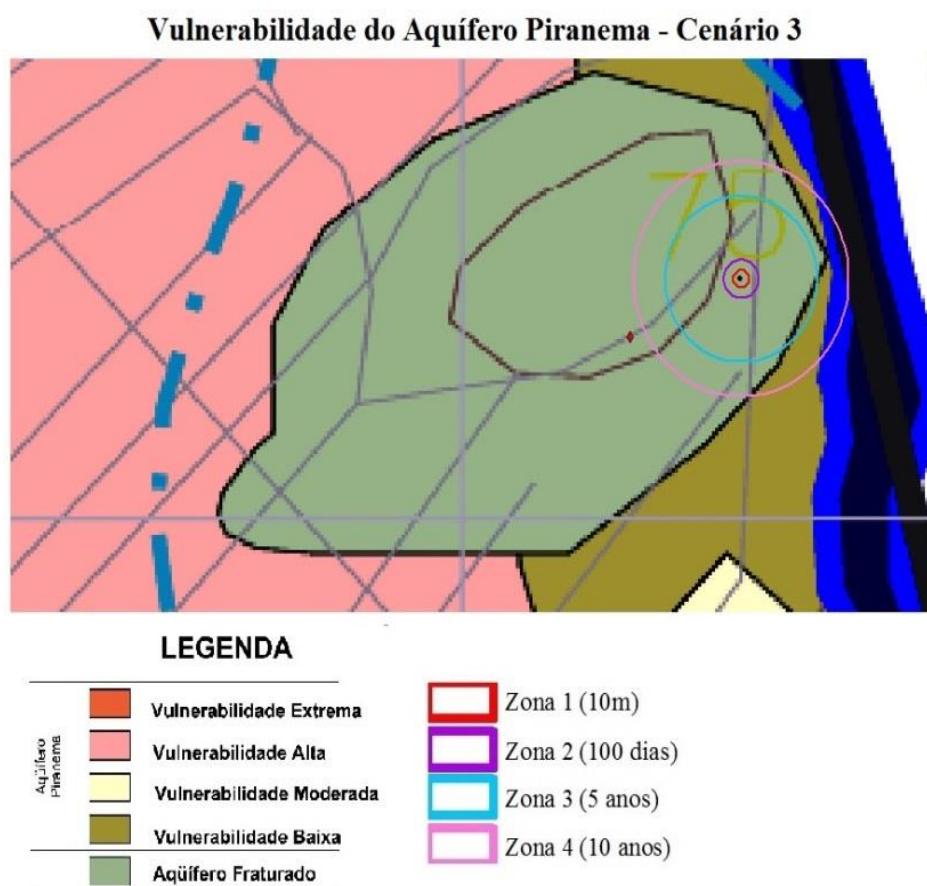 Vulnerabilidade do Aquífero Piranema - Cenário 3
75
LEGENDA
Aqüífero
Piranema
Vulnerabilidade Extrema
Vulnerabilidade Alta
Vulnerabilidade Moderada
Vulnerabilidade Baixa
Aqüífero Fraturado
Zona 1 (10m)
Zona 2 (100 dias)
Zona 3 (5 anos)
Zona 4 (10 anos)